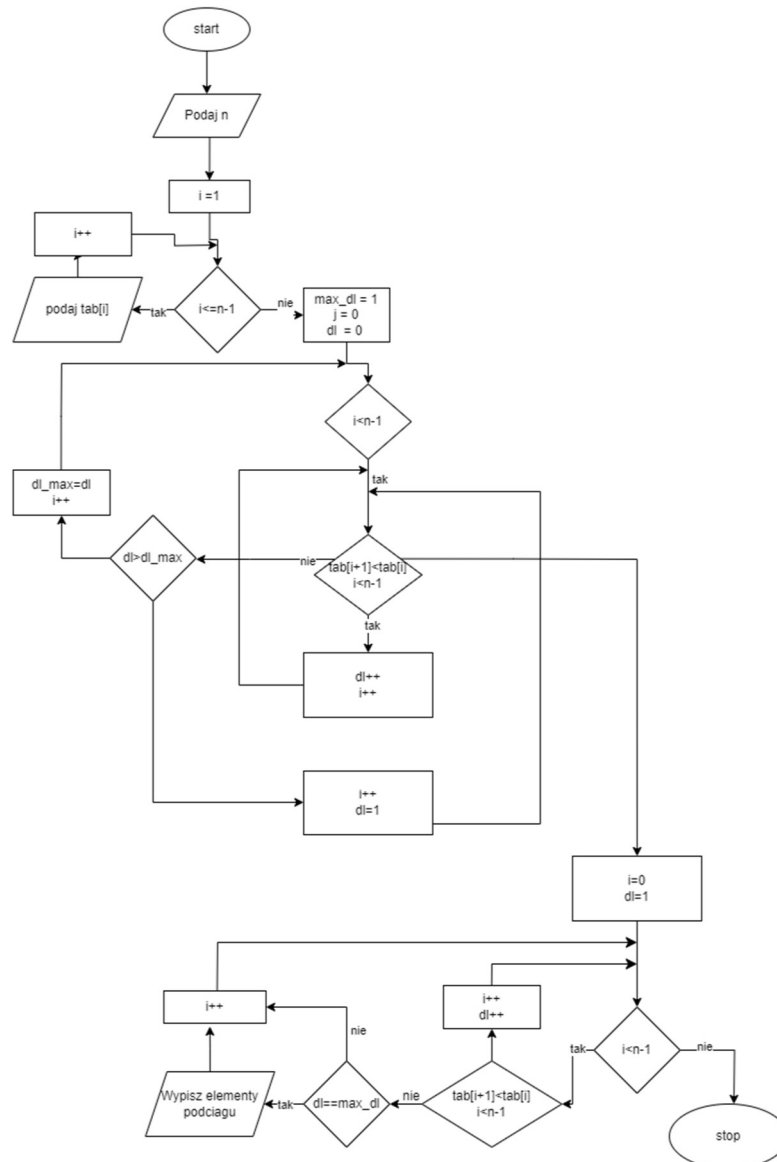 start
Podaj n
i =1
i++
podaj tab[i]
tak
i<=n-1
nie
max_dl = 1
j = 0
dl = 0
i<n-1
tak
dl_max=dl
i++
dl>dl_max
nie
tab[i+1]<tab[i]
i<n-1
tak
dl++
i++
i++
dl=1
i=0
dl=1
i++
i++
dl++
nie
i<n-1
nie
tak
Wypisz elementy
podciagu
tak
dl==max_dl
nie
tab[i+1]<tab[i]
i<n-1
stop